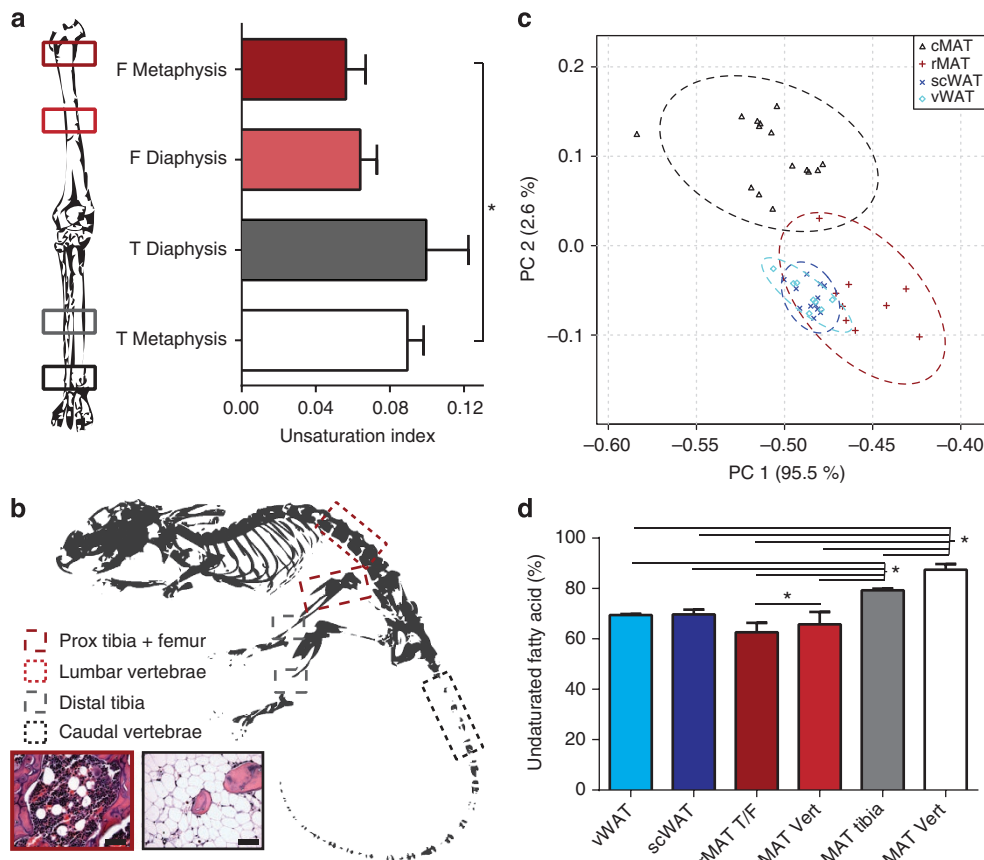 a
F Metaphysis
F Diaphysis
T Diaphysis
T Metaphysis
*
0.00 0.04 0.08 0.12
Unsaturation index
b
Prox tibia + femur
Lumbar vertebrae
Distal tibia
Caudal vertebrae
c
cMAT
rMAT
scWAT
vWAT
0.2
0.1
0.0
−0.1
PC 2 (2.6 %)
−0.60 −0.55 −0.50 −0.45 −0.40
PC 1 (95.5 %)
d
Undaturated fatty acid (%)
100
80
60
40
20
0
*
*
*
vWAT
scWAT
rMAT T/F
MAT Vert
MAT tibia
MAT Vert